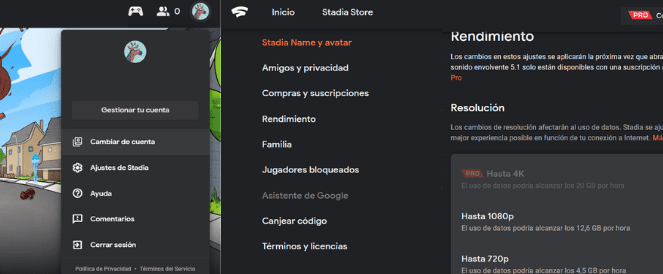 0
Gestionar tu cuenta
Cambiar de cuenta
Ajustes de Stadia
Ayuda
Comentarios
Cerrar sesión
Política de Privacidad • Términos del Servicio
Inicio
Stadia Store
Stadia Name y avatar
Amigos y privacidad
Compras y suscripciones
Rendimiento
Familia
Jugadores bloqueados
Asistente de Google
Canjear código
Términos y licencias
PRO
Rendimiento
Los cambios en estos ajustes se aplicarán la próxima vez que abra
sonido envolvente 5.1 solo están disponibles con una suscripción a
Pro
Resolución
Los cambios de resolución afectarán al uso de datos. Stadia se aju
mejor experiencia posible en función de tu conexión a Internet. Má
PRO Hasta 4K
El uso de datos podría alcanzar los 20 GB por hora
Hasta 1080p
El uso de datos podría alcanzar los 12,6 GB por hora
Hasta 720p
El uso de datos podría alcanzar los 4,5 GB por hora